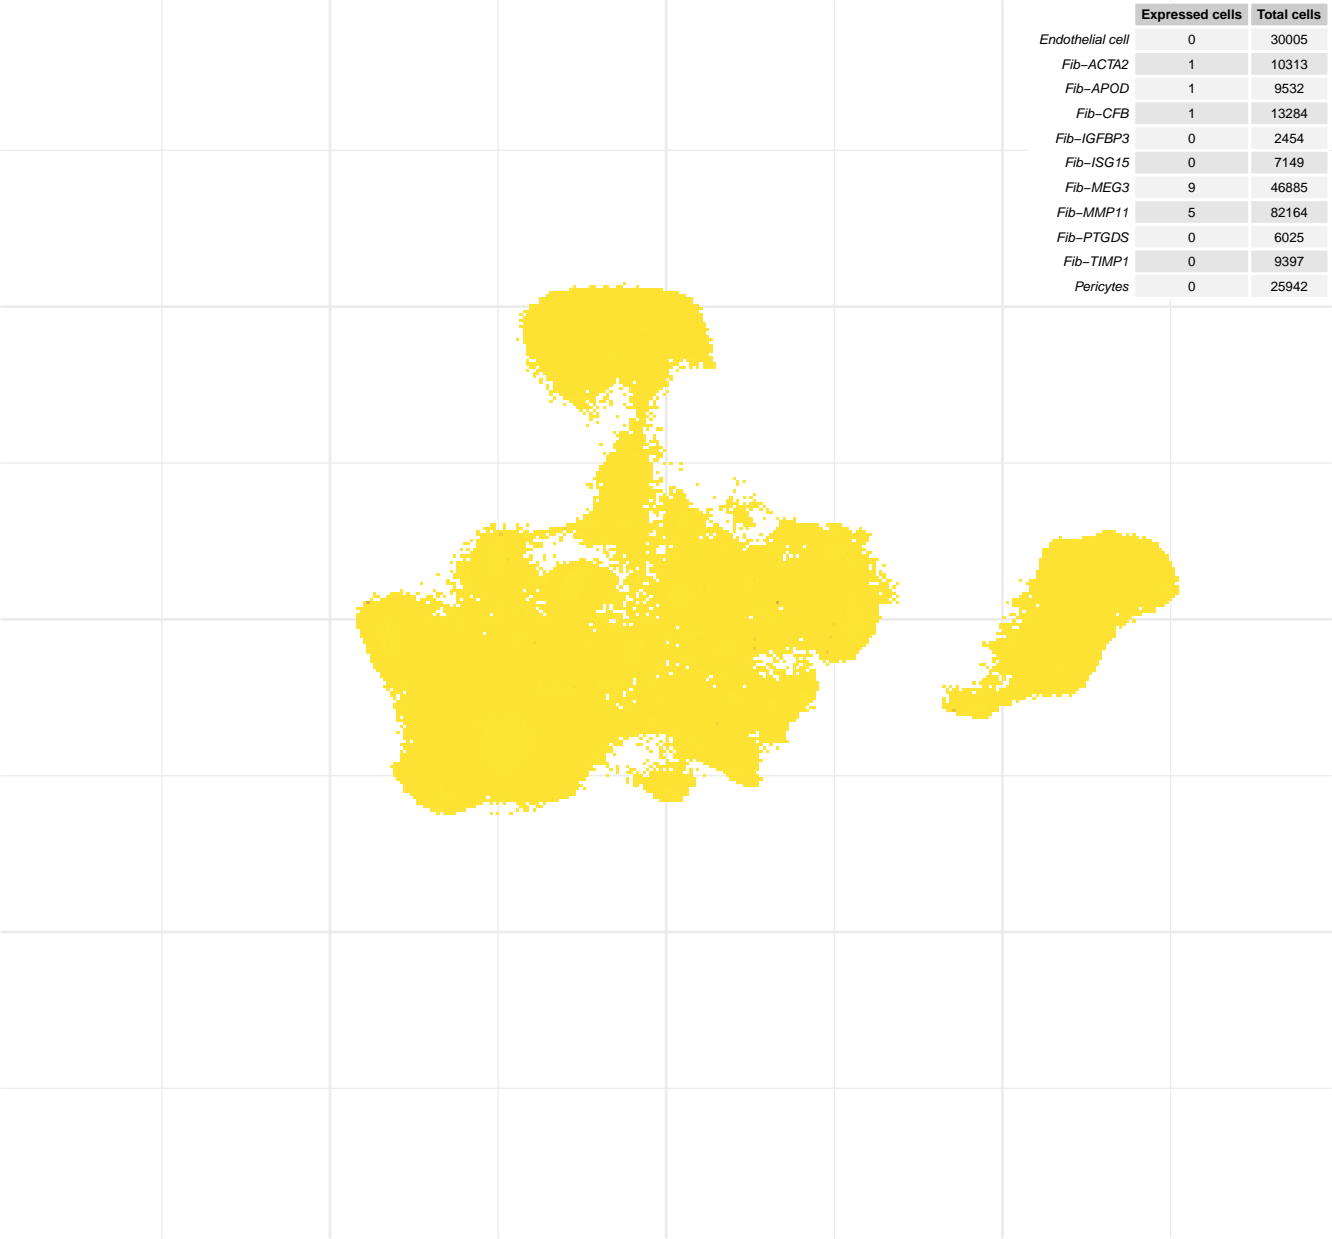 Expressed cells Total cells
Endothelial cell 0 30005
Fib−ACTA2 1 10313
Fib−APOD 1 9532
Fib−CFB 1 13284
Fib−IGFBP3 0 2454
Fib−ISG15 0 7149
Fib−MEG3 9 46885
Fib−MMP11 5 82164
Fib−PTGDS 0 6025
Fib−TIMP1 0 9397
Pericytes 0 25942